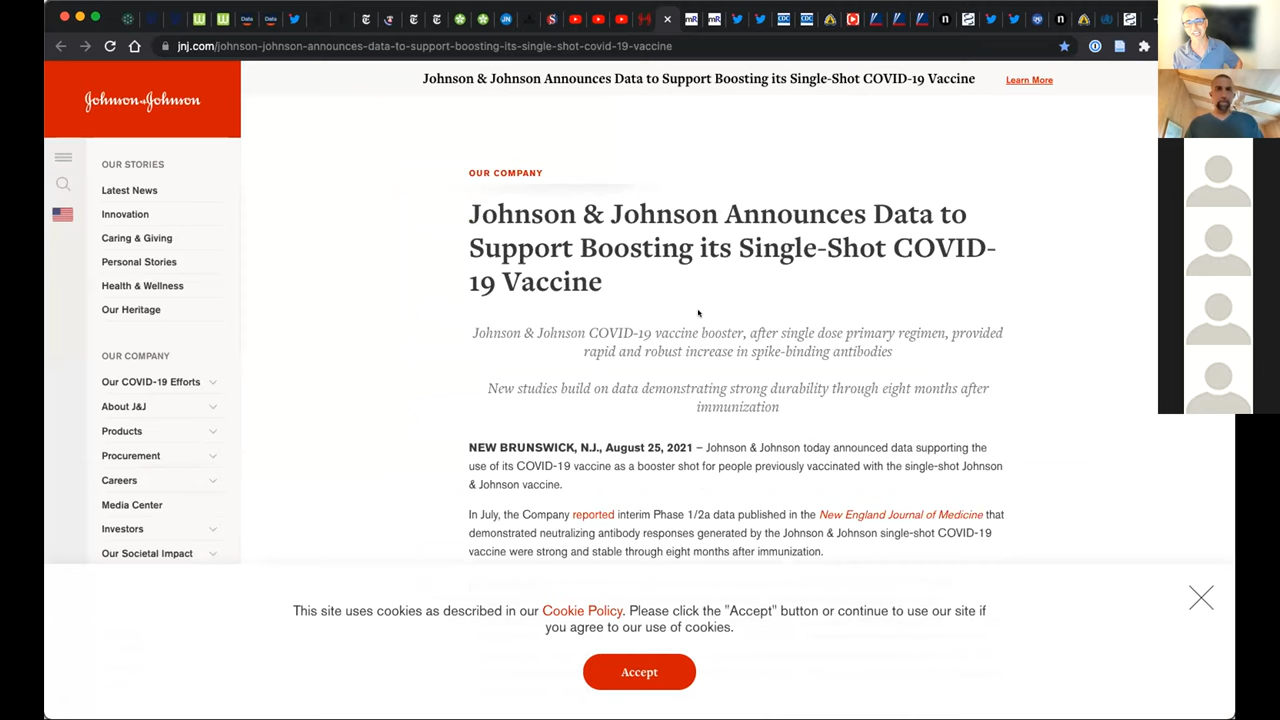 Data
Data
mR
mR
CDC
CDC
jnj.com/johnson-johnson-announces-data-to-support-boosting-its-single-shot-covid-19-vaccine
Johnson & Johnson Announces Data to Support Boosting its Single-Shot COVID-19 Vaccine
Learn More
Johnson & Johnson
OUR STORIES
Latest News
Innovation
Caring & Giving
Personal Stories
Health & Wellness
Our Heritage
OUR COMPANY
Our COVID-19 Efforts
About J&J
Products
Procurement
Careers
Media Center
Investors
Our Societal Impact
OUR COMPANY
Johnson & Johnson Announces Data to
Support Boosting its Single-Shot COVID-
19 Vaccine
Johnson & Johnson COVID-19 vaccine booster, after single dose primary regimen, provided
rapid and robust increase in spike-binding antibodies
New studies build on data demonstrating strong durability through eight months after
immunization
NEW BRUNSWICK, N.J., August 25, 2021 – Johnson & Johnson today announced data supporting the
use of its COVID-19 vaccine as a booster shot for people previously vaccinated with the single-shot Johnson
& Johnson vaccine.
In July, the Company reported interim Phase 1/2a data published in the New England Journal of Medicine that
demonstrated neutralizing antibody responses generated by the Johnson & Johnson single-shot COVID-19
vaccine were strong and stable through eight months after immunization.
This site uses cookies as described in our Cookie Policy. Please click the "Accept" button or continue to use our site if
you agree to our use of cookies.
Accept